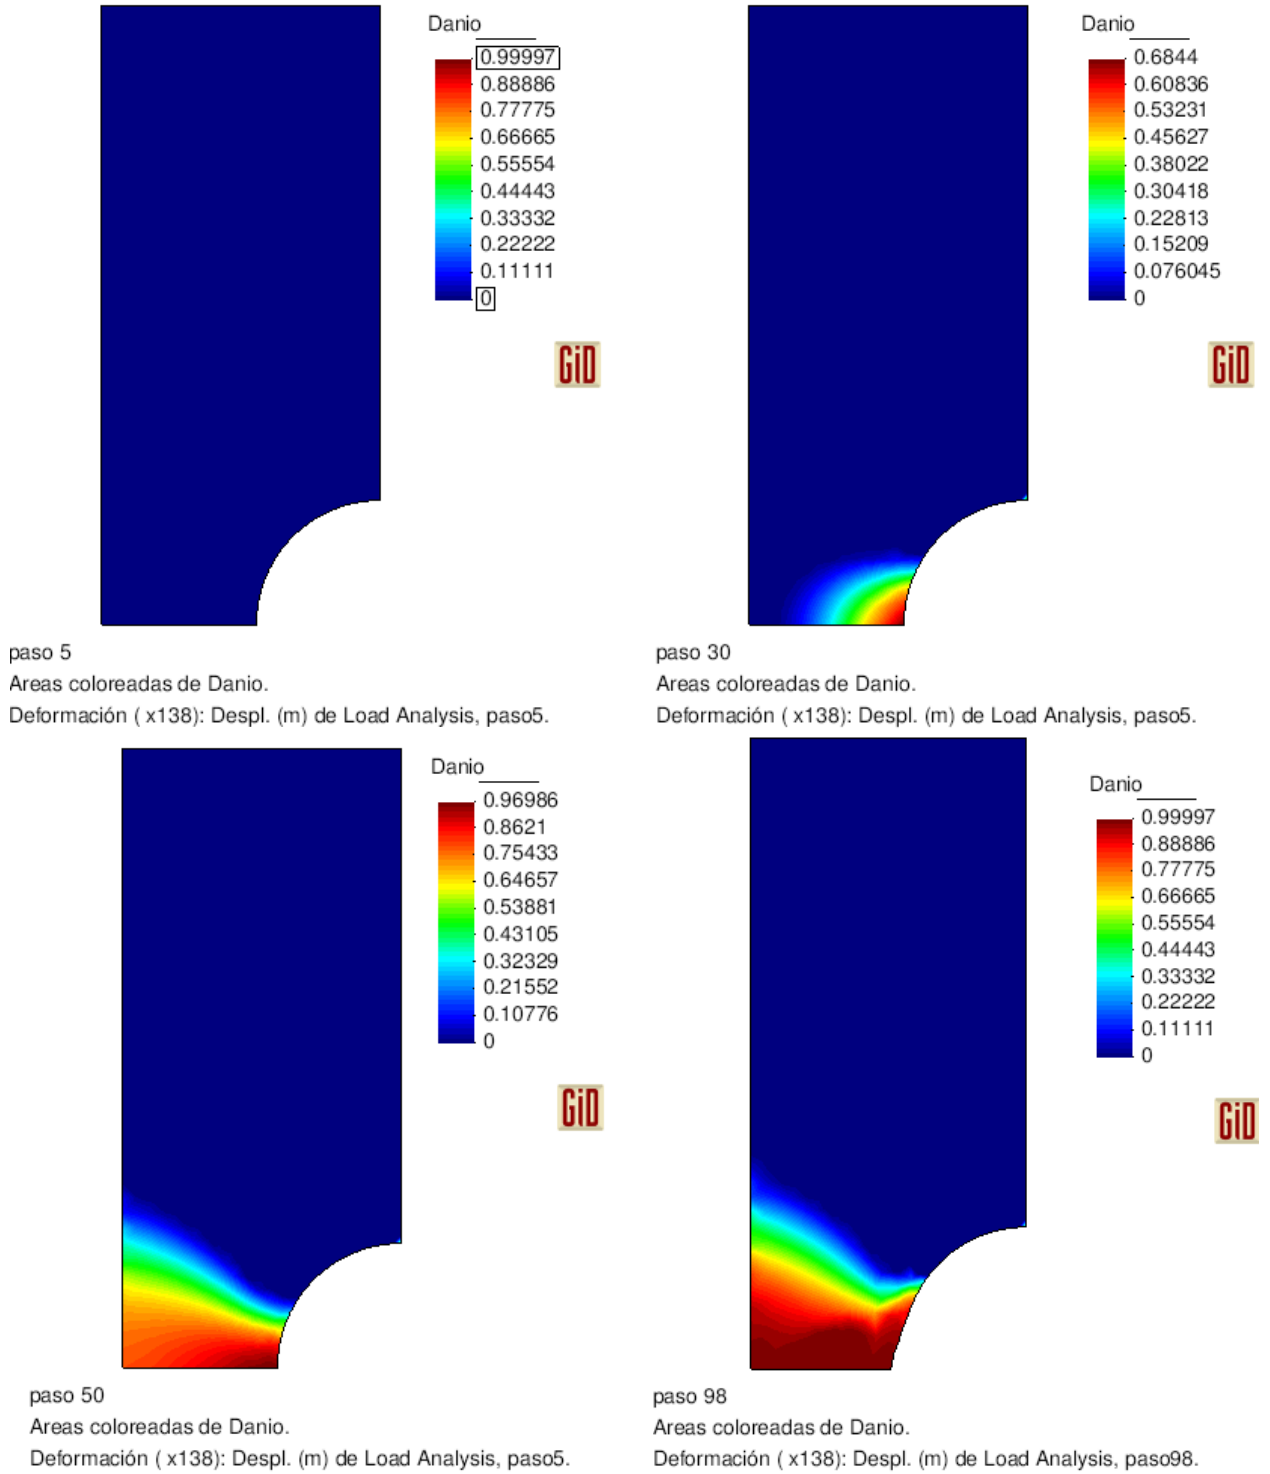 Danio
0.99997
0.88886
0.77775
0.66665
0.55554
0.44443
0.33332
0.22222
0.11111
0
GiD
paso 5
Areas coloreadas de Danio.
Deformación ( x138): Despl. (m) de Load Analysis, paso5.
Danio
0.6844
0.60836
0.53231
0.45627
0.38022
0.30418
0.22813
0.15209
0.076045
0
GiD
paso 30
Areas coloreadas de Danio.
Deformación ( x138): Despl. (m) de Load Analysis, paso5.
Danio
0.96986
0.8621
0.75433
0.64657
0.53881
0.43105
0.32329
0.21552
0.10776
0
GiD
paso 50
Areas coloreadas de Danio.
Deformación ( x138): Despl. (m) de Load Analysis, paso5.
Danio
0.99997
0.88886
0.77775
0.66665
0.55554
0.44443
0.33332
0.22222
0.11111
0
GiD
paso 98
Areas coloreadas de Danio.
Deformación ( x138): Despl. (m) de Load Analysis, paso98.